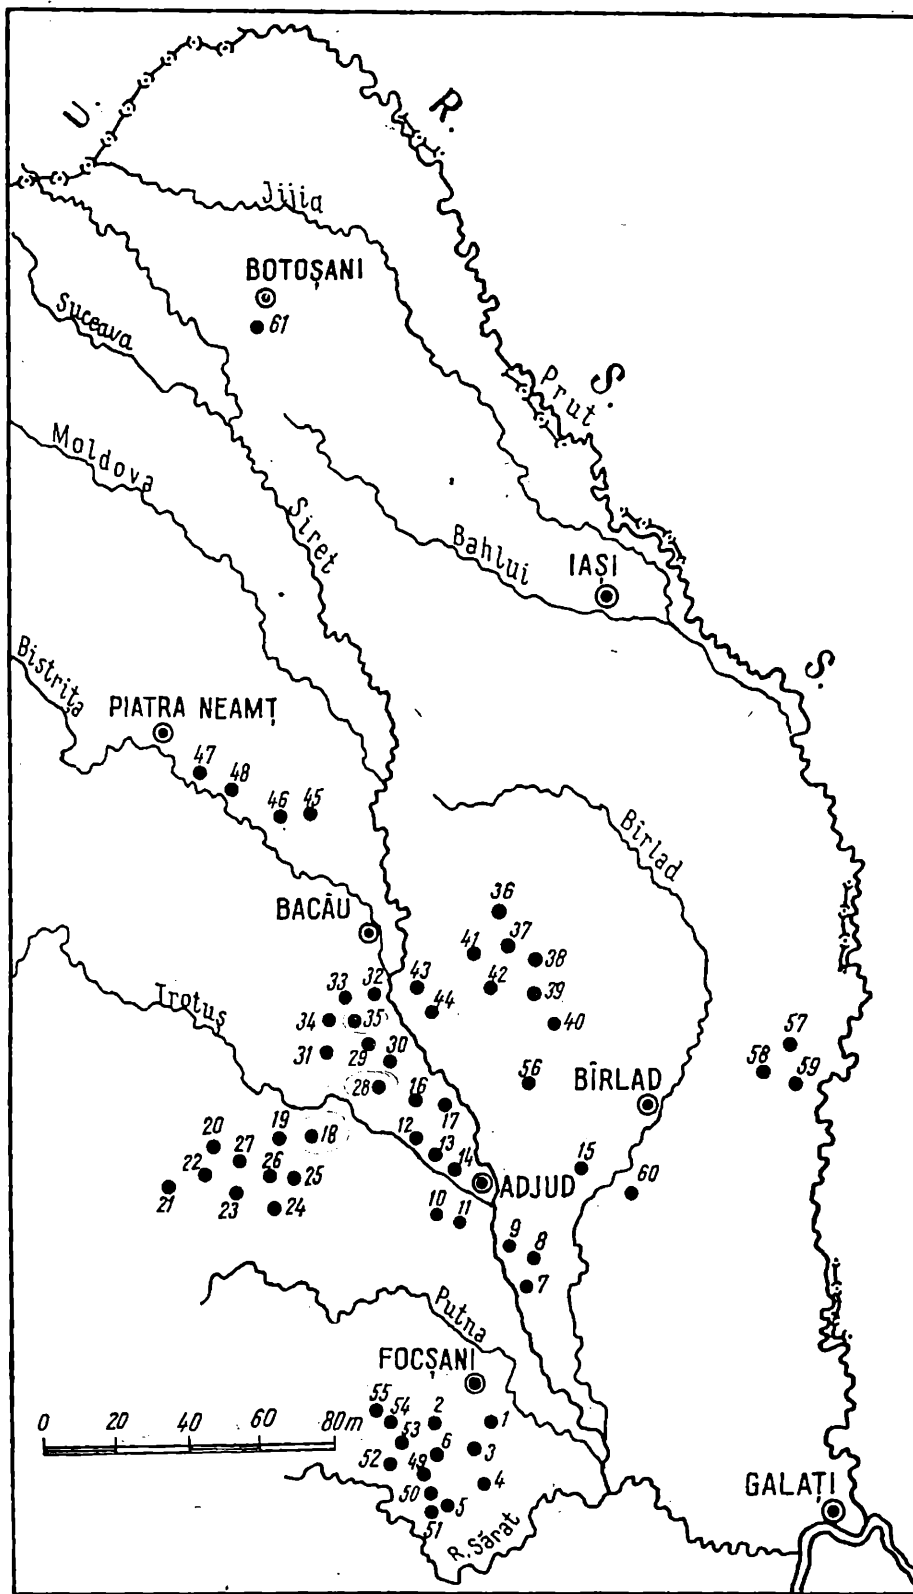 U.
R.
Jijia
BOTOȘANI
61
Suceava
S.
Prut
Moldova
Siret
Bahlui
IAȘI
S.
Bistrița
PIATRA NEAMȚ
47
48
46 45
Bîrlad
BACĂU
36
41 37
38
33 32 43 42 39
44
34 35 40
Trotuș
31 29 30
57
58 59
28 56
BÎRLAD
16 17
20 19 18 12
27 13 14 15
22 26 25 ADJUD
21 23 24 60
10 11
9 8
7
Putna
FOCȘANI
55
54 2 1
0 20 40 60 80m
53 6 3
52 49
50 5 4
51
R. Sărat
GALAȚI